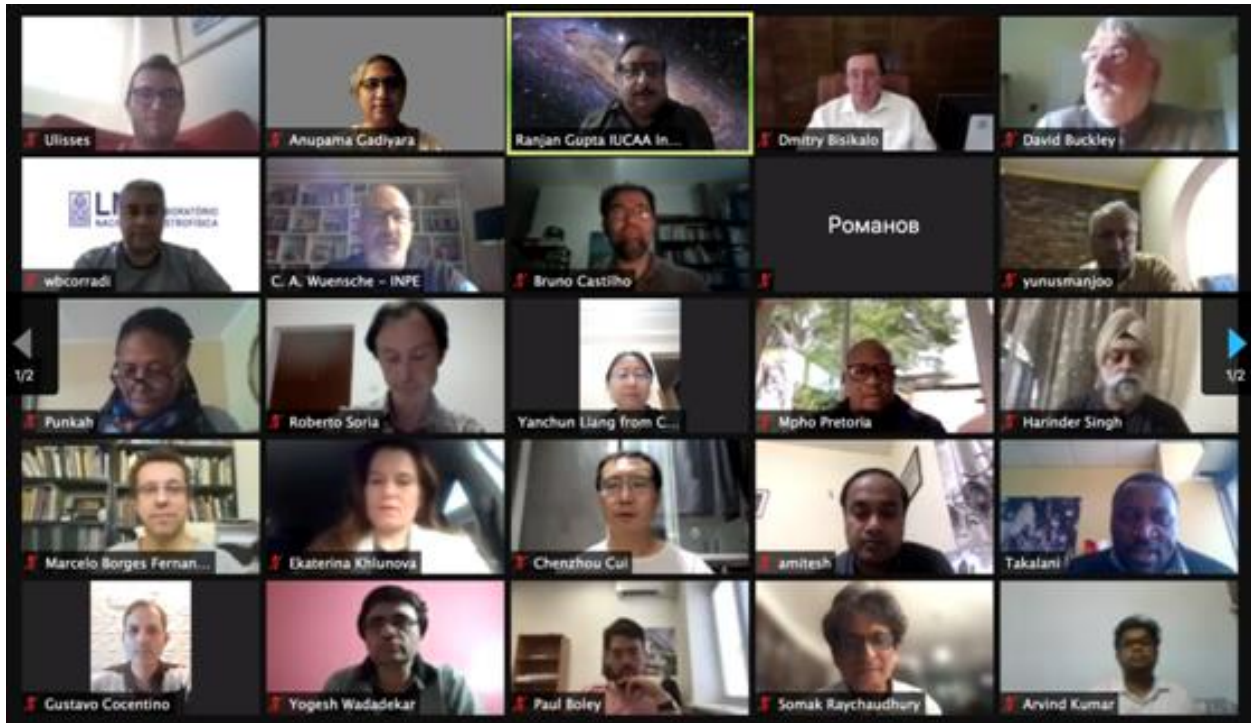 Ulisses
Anupama Gadiyara
Ranjan Gupta IUCAA In...
Dmitry Bisikalo
David Buckley
wbcorradi
C. A. Wuensche - INPE
Bruno Castilho
Романов
yunusmanjoo
1/2
Punkah
Roberto Soria
Yanchun Liang from C...
Mpho Pretoria
Harinder Singh
1/2
Marcelo Borges Fernan...
Ekaterina Khlunova
Chenzhou Cui
amitesh
Takalani
Gustavo Cocentino
Yogesh Wadadekar
Paul Boley
Somak Raychaudhury
Arvind Kumar